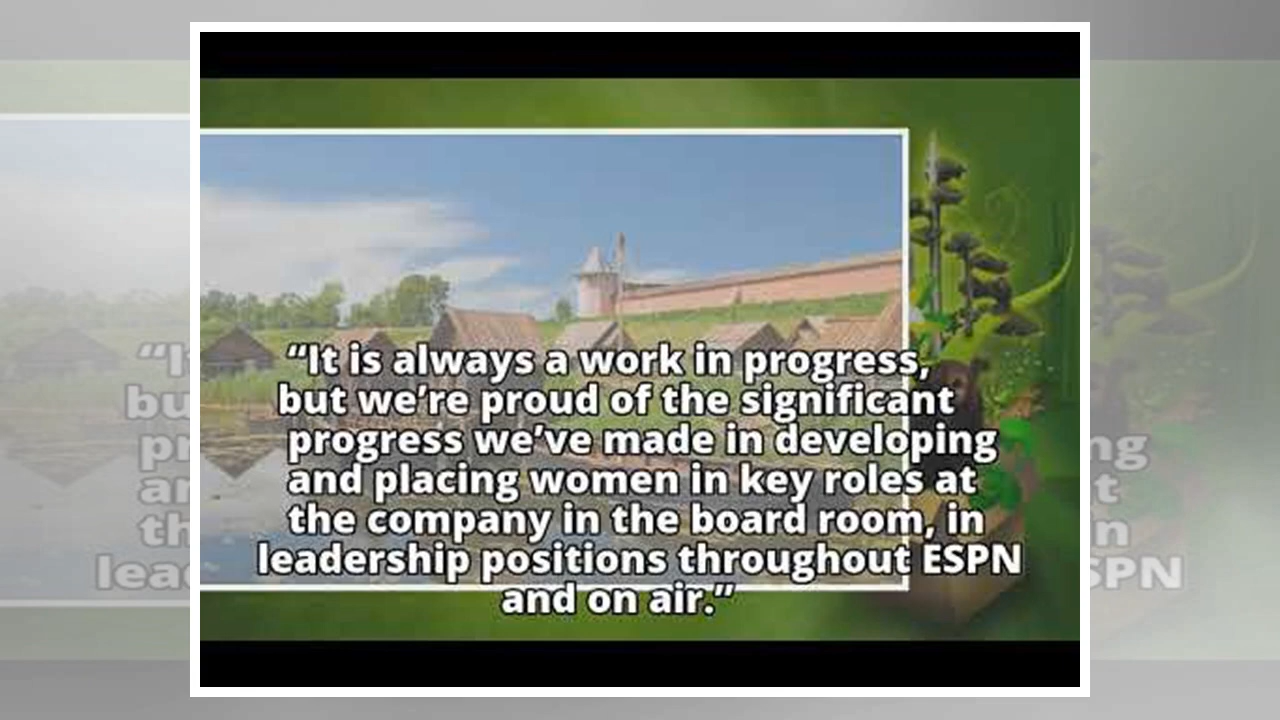 “It is always a work in progress,
but we’re proud of the significant
progress we’ve made in developing
and placing women in key roles at
the company in the board room, in
leadership positions throughout ESPN
and on air.”